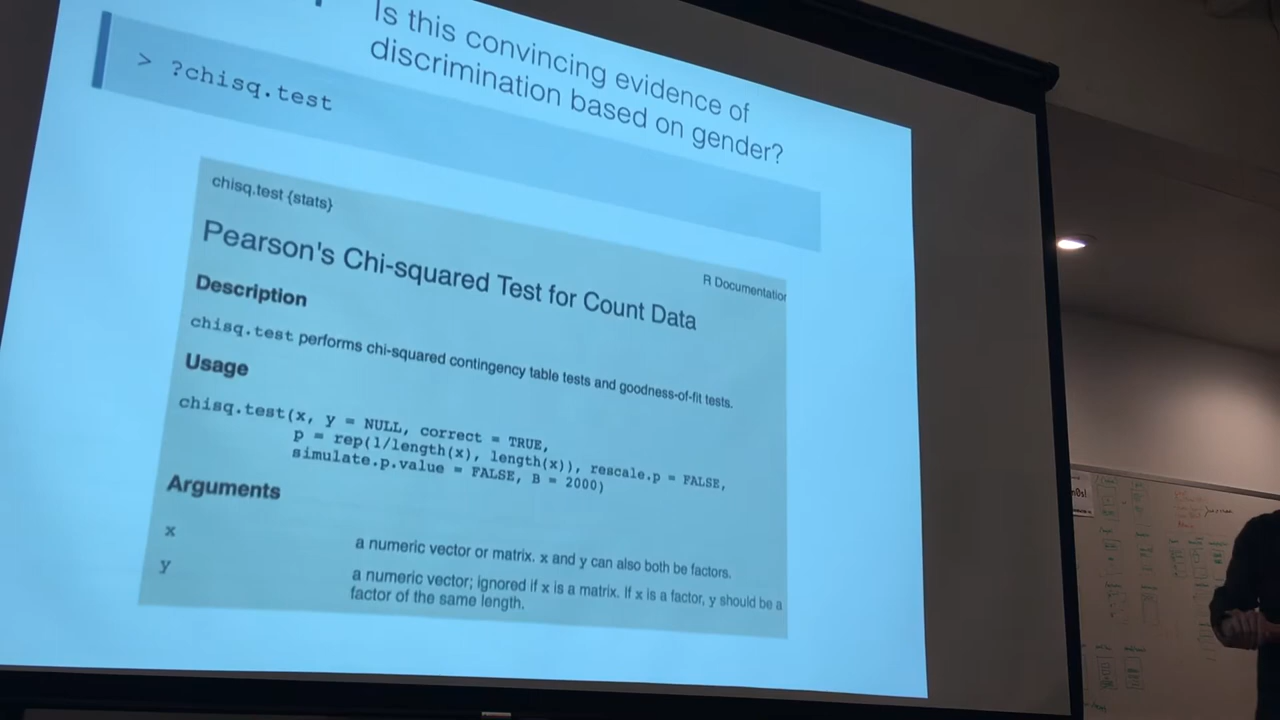 Is this convincing evidence of
discrimination based on gender?
> ?chisq.test
chisq.test {stats}
R Documentation
Pearson's Chi-squared Test for Count Data
Description
chisq.test performs chi-squared contingency table tests and goodness-of-fit tests.
Usage
chisq.test(x, y = NULL, correct = TRUE,
p = rep(1/length(x), length(x)), rescale.p = FALSE,
simulate.p.value = FALSE, B = 2000)
Arguments
x
a numeric vector or matrix. x and y can also both be factors.
y
a numeric vector; ignored if x is a matrix. If x is a factor, y should be a
factor of the same length.